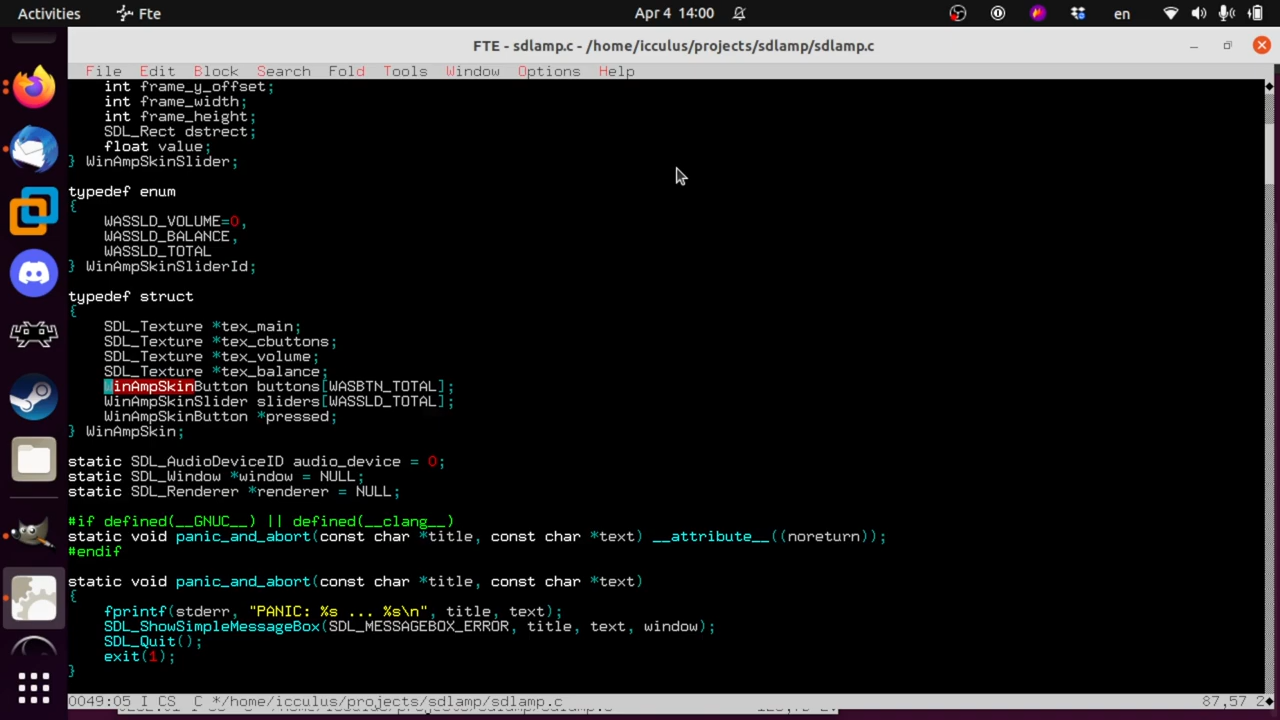 Activities
Fte
Apr 4 14:00
en
FTE - sdlamp.c - /home/icculus/projects/sdlamp/sdlamp.c
File Edit Block Search Fold Tools Window Options Help
int frame_y_offset;
int frame_width;
int frame_height;
SDL_Rect dstrect;
float value;
} WinAmpSkinSlider;
typedef enum
{
WASSLD_VOLUME=0,
WASSLD_BALANCE,
WASSLD_TOTAL
} WinAmpSkinSliderId;
typedef struct
{
SDL_Texture *tex_main;
SDL_Texture *tex_cbuttons;
SDL_Texture *tex_volume;
SDL_Texture *tex_balance;
WinAmpSkinButton buttons[WASBTN_TOTAL];
WinAmpSkinSlider sliders[WASSLD_TOTAL];
WinAmpSkinButton *pressed;
} WinAmpSkin;
static SDL_AudioDeviceID audio_device = 0;
static SDL_Window *window = NULL;
static SDL_Renderer *renderer = NULL;
#if defined(__GNUC__) || defined(__clang__)
static void panic_and_abort(const char *title, const char *text) __attribute__((noreturn));
#endif
static void panic_and_abort(const char *title, const char *text)
{
fprintf(stderr, "PANIC: %s ... %s\n", title, text);
SDL_ShowSimpleMessageBox(SDL_MESSAGEBOX_ERROR, title, text, window);
SDL_Quit();
exit(1);
}
0049:05 I CS C */home/icculus/projects/sdlamp/sdlamp.c 87,57 2